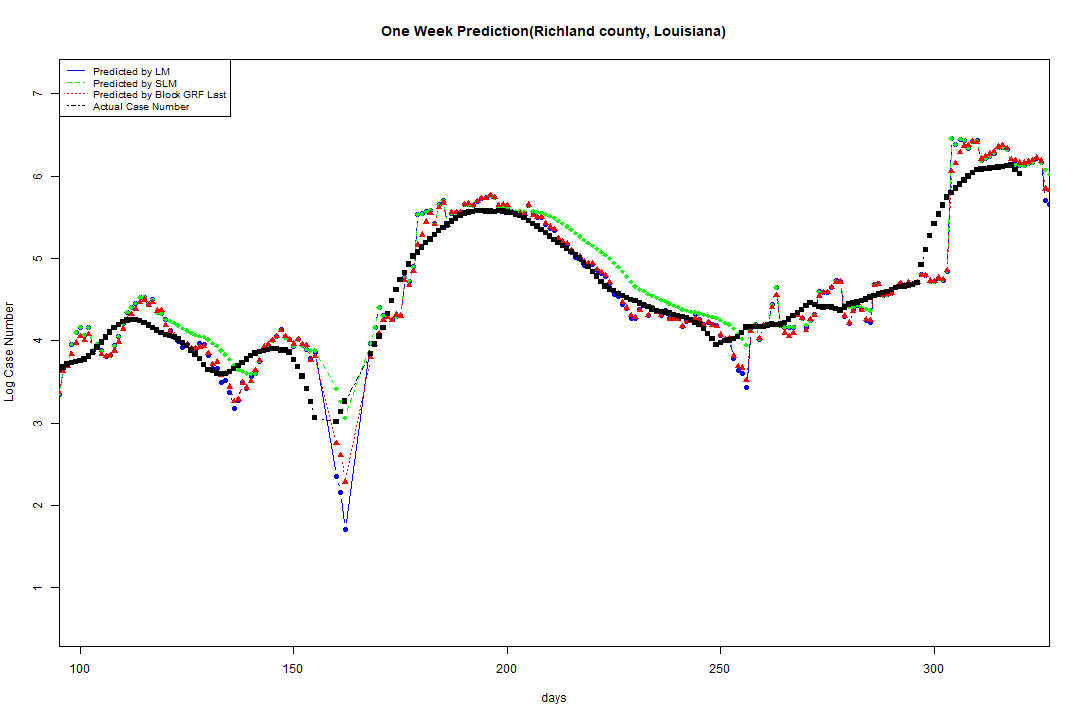 One Week Prediction(Richland county, Louisiana)
Predicted by LM
Predicted by SLM
Predicted by Block GRF Last
Actual Case Number
7
6
5
4
3
2
1
Log Case Number
100 150 200 250 300
days